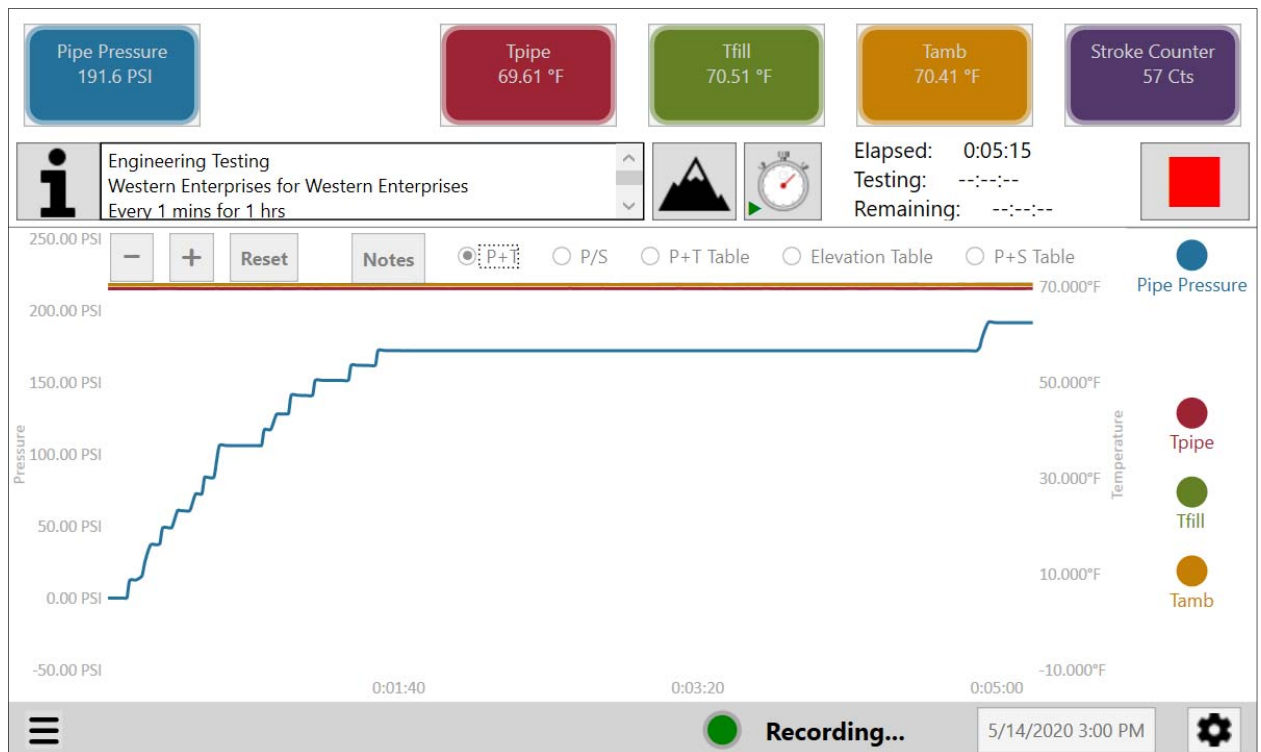 Pipe Pressure
191.6 PSI
Tpipe
69.61 °F
Tfill
70.51 °F
Tamb
70.41 °F
Stroke Counter
57 Cts
Engineering Testing
Western Enterprises for Western Enterprises
Every 1 mins for 1 hrs
Elapsed: 0:05:15
Testing: --:--:--
Remaining: --:--:--
250.00 PSI
−
+
Reset
Notes
P+T
P/S
P+T Table
Elevation Table
P+S Table
Pipe Pressure
70.000°F
200.00 PSI
150.00 PSI
50.000°F
Pressure
Temperature
Tpipe
100.00 PSI
30.000°F
50.00 PSI
Tfill
10.000°F
0.00 PSI
Tamb
-50.00 PSI
-10.000°F
0:01:40
0:03:20
0:05:00
Recording...
5/14/2020 3:00 PM